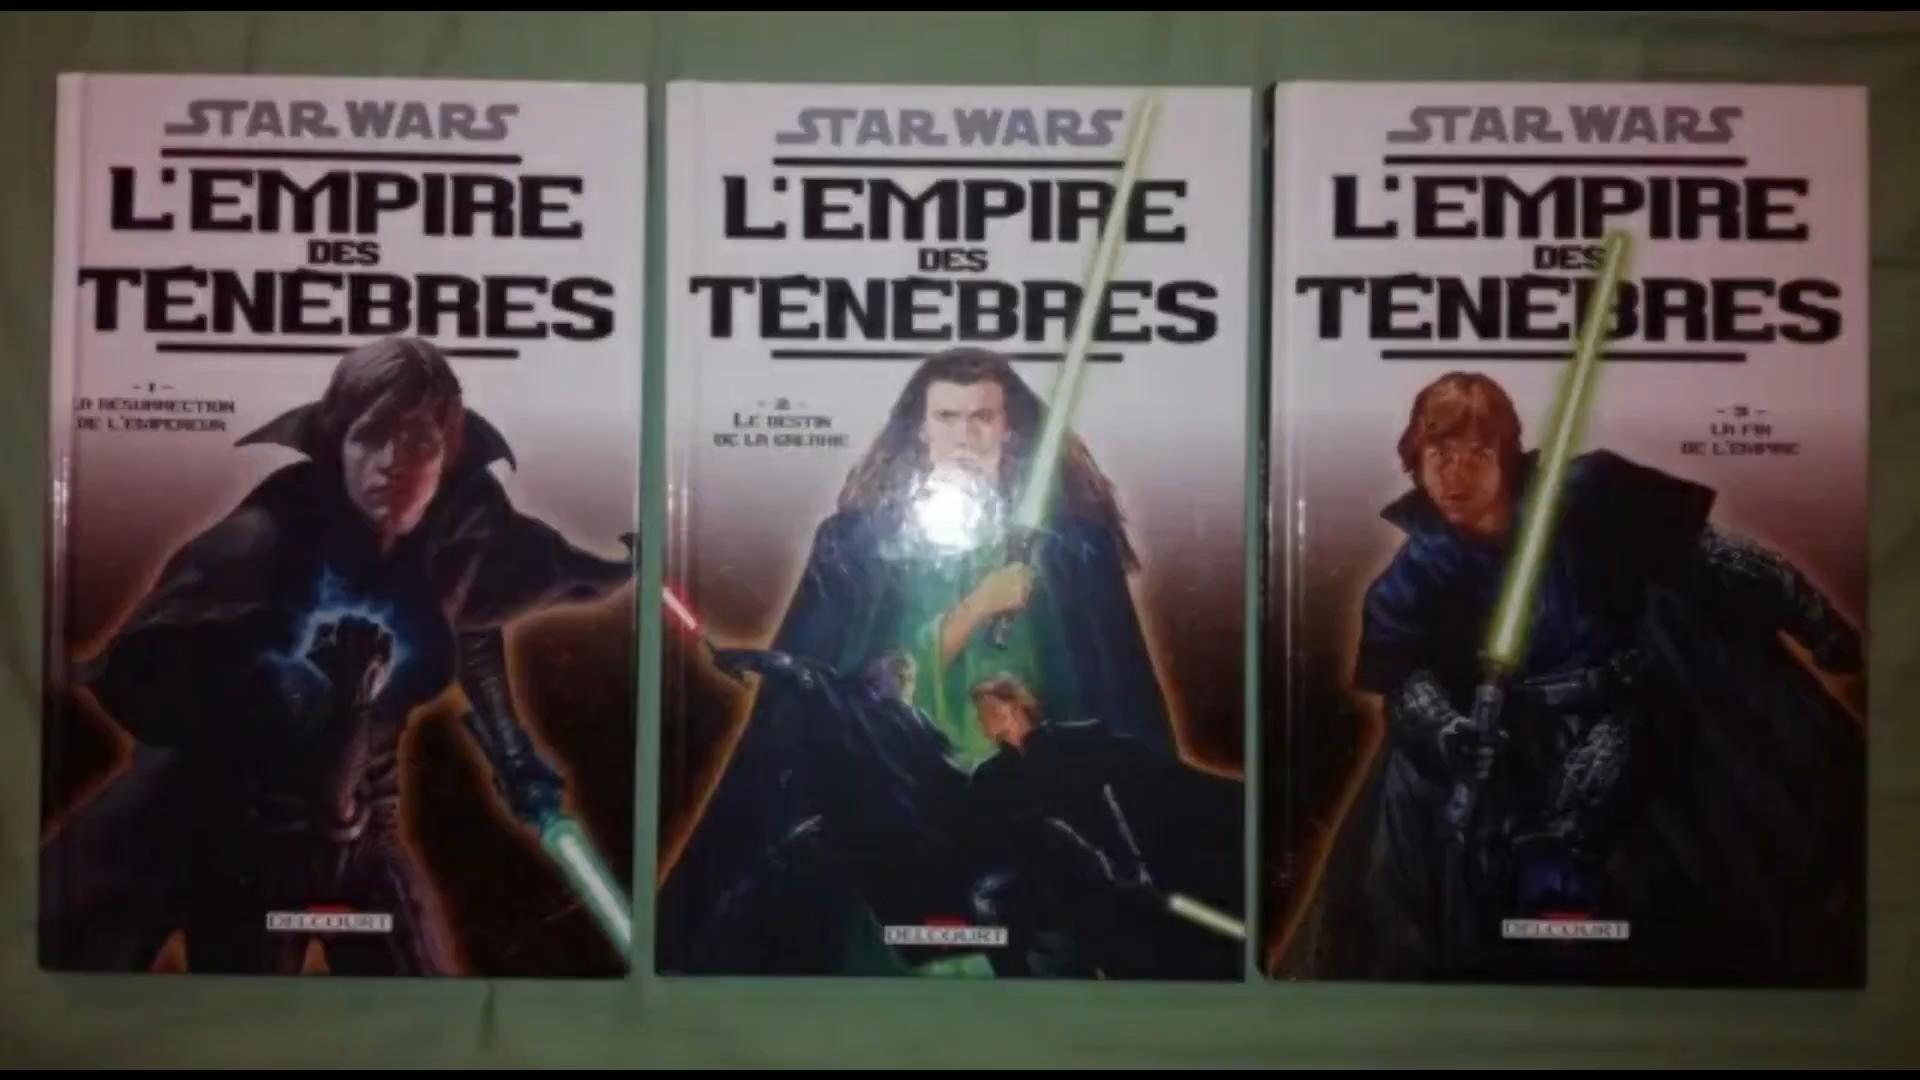 STAR WARS
L'EMPIRE
DES
TÉNÈBRES
- 1 -
LA RÉSURRECTION
DE L'EMPEREUR
DELCOURT
STAR WARS
L'EMPIRE
DES
TÉNÈBRES
- 2 -
LE DESTIN
DE LA GALAXIE
DELCOURT
STAR WARS
L'EMPIRE
DES
TÉNÈBRES
- 3 -
LA FIN
DE L'EMPIRE
DELCOURT